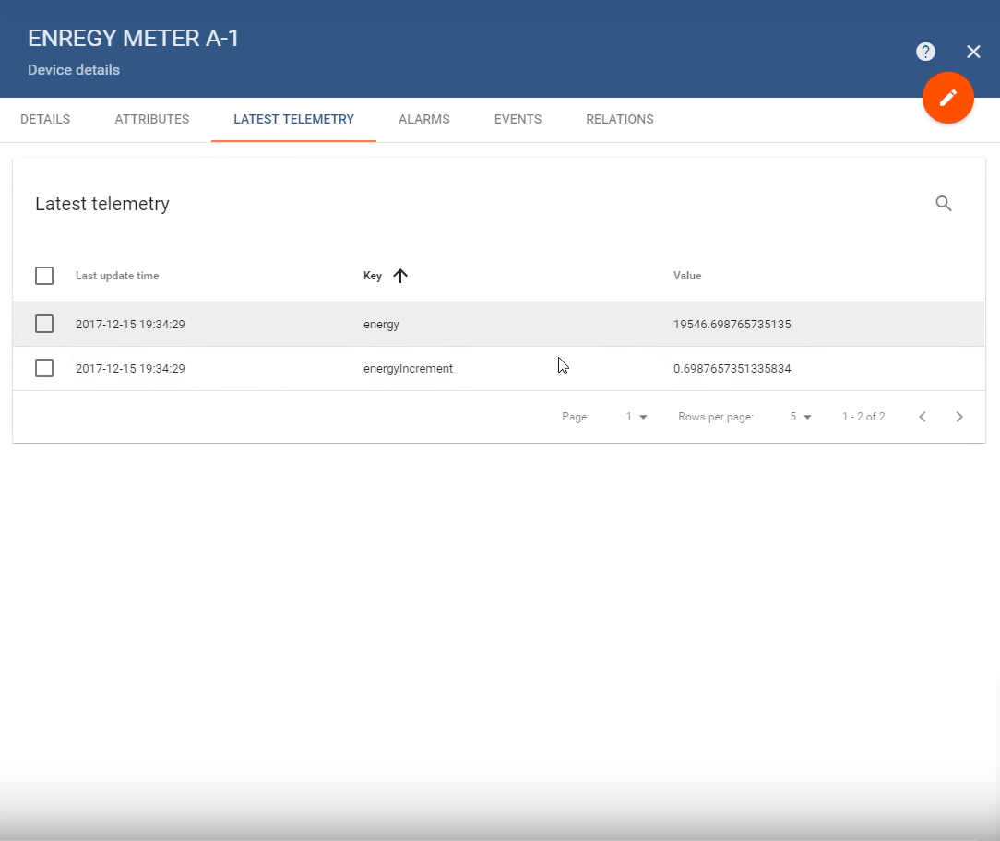 ENREGY METER A-1
Device details
?
DETAILS ATTRIBUTES LATEST TELEMETRY ALARMS EVENTS RELATIONS
Latest telemetry
Last update time Key Value
2017-12-15 19:34:29 energy 19546.698765735135
2017-12-15 19:34:29 energyIncrement 0.6987657351335834
Page: 1 Rows per page: 5 1 - 2 of 2